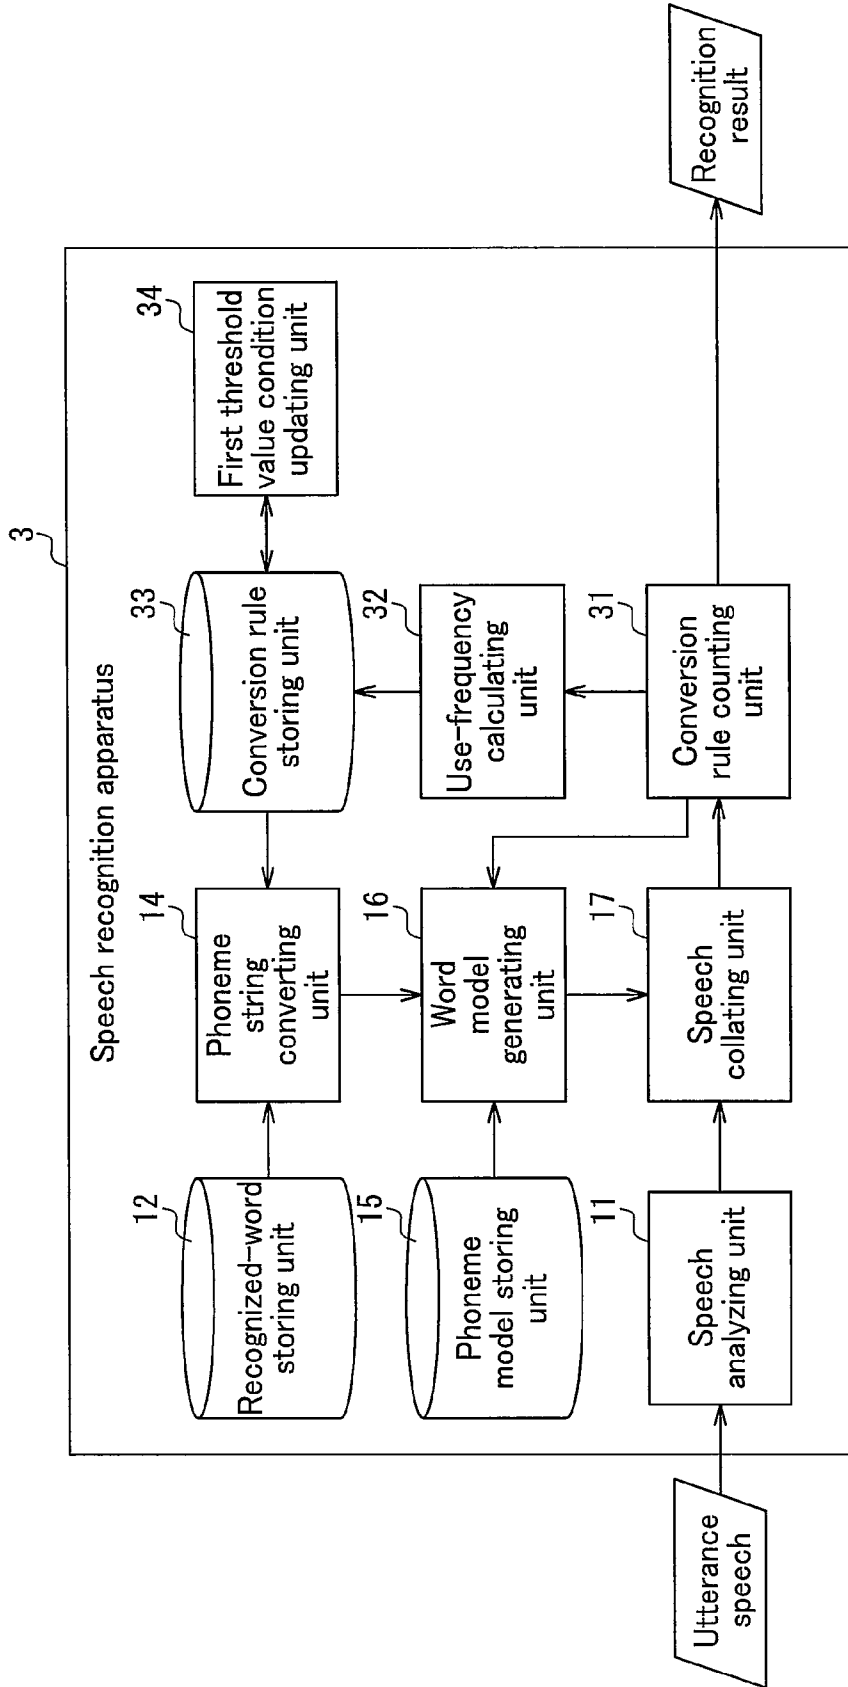 3
Speech recognition apparatus
12
Recognized-word
storing unit
14
Phoneme
string
converting
unit
33
Conversion rule
storing unit
34
First threshold
value condition
updating unit
15
Phoneme
model storing
unit
16
Word
model
generating
unit
32
Use-frequency
calculating
unit
Utterance
speech
11
Speech
analyzing unit
17
Speech
collating unit
31
Conversion
rule counting
unit
Recognition
result